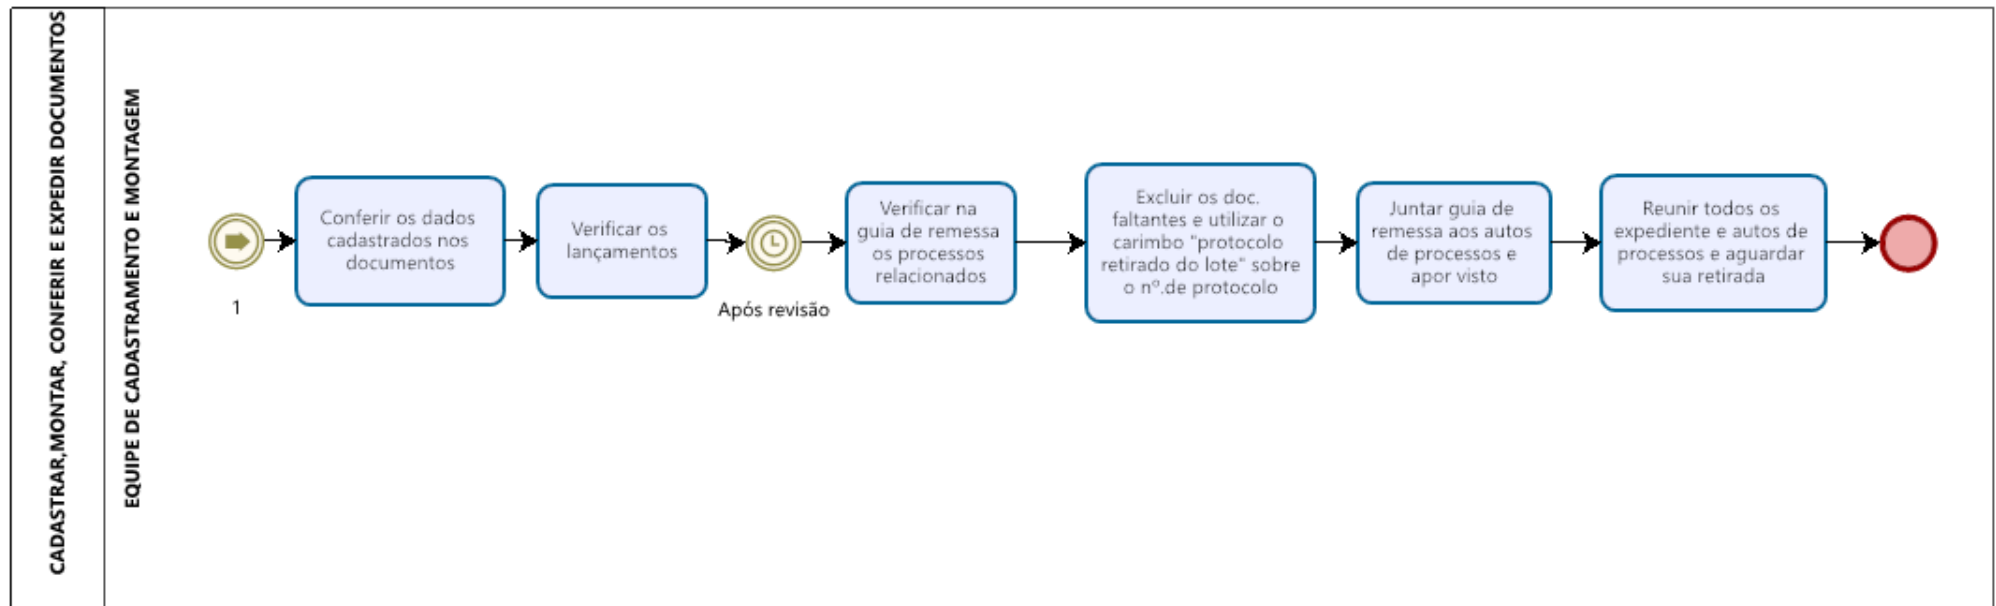 CADASTRAR,MONTAR, CONFERIR E EXPEDIR DOCUMENTOS
EQUIPE DE CADASTRAMENTO E MONTAGEM
1
Conferir os dados
cadastrados nos
documentos
Verificar os
lançamentos
Após revisão
Verificar na
guia de remessa
os processos
relacionados
Excluir os doc.
faltantes e utilizar o
carimbo "protocolo
retirado do lote" sobre
o nº.de protocolo
Juntar guia de
remessa aos autos
de processos e
apor visto
Reunir todos os
expediente e autos de
processos e aguardar
sua retirada